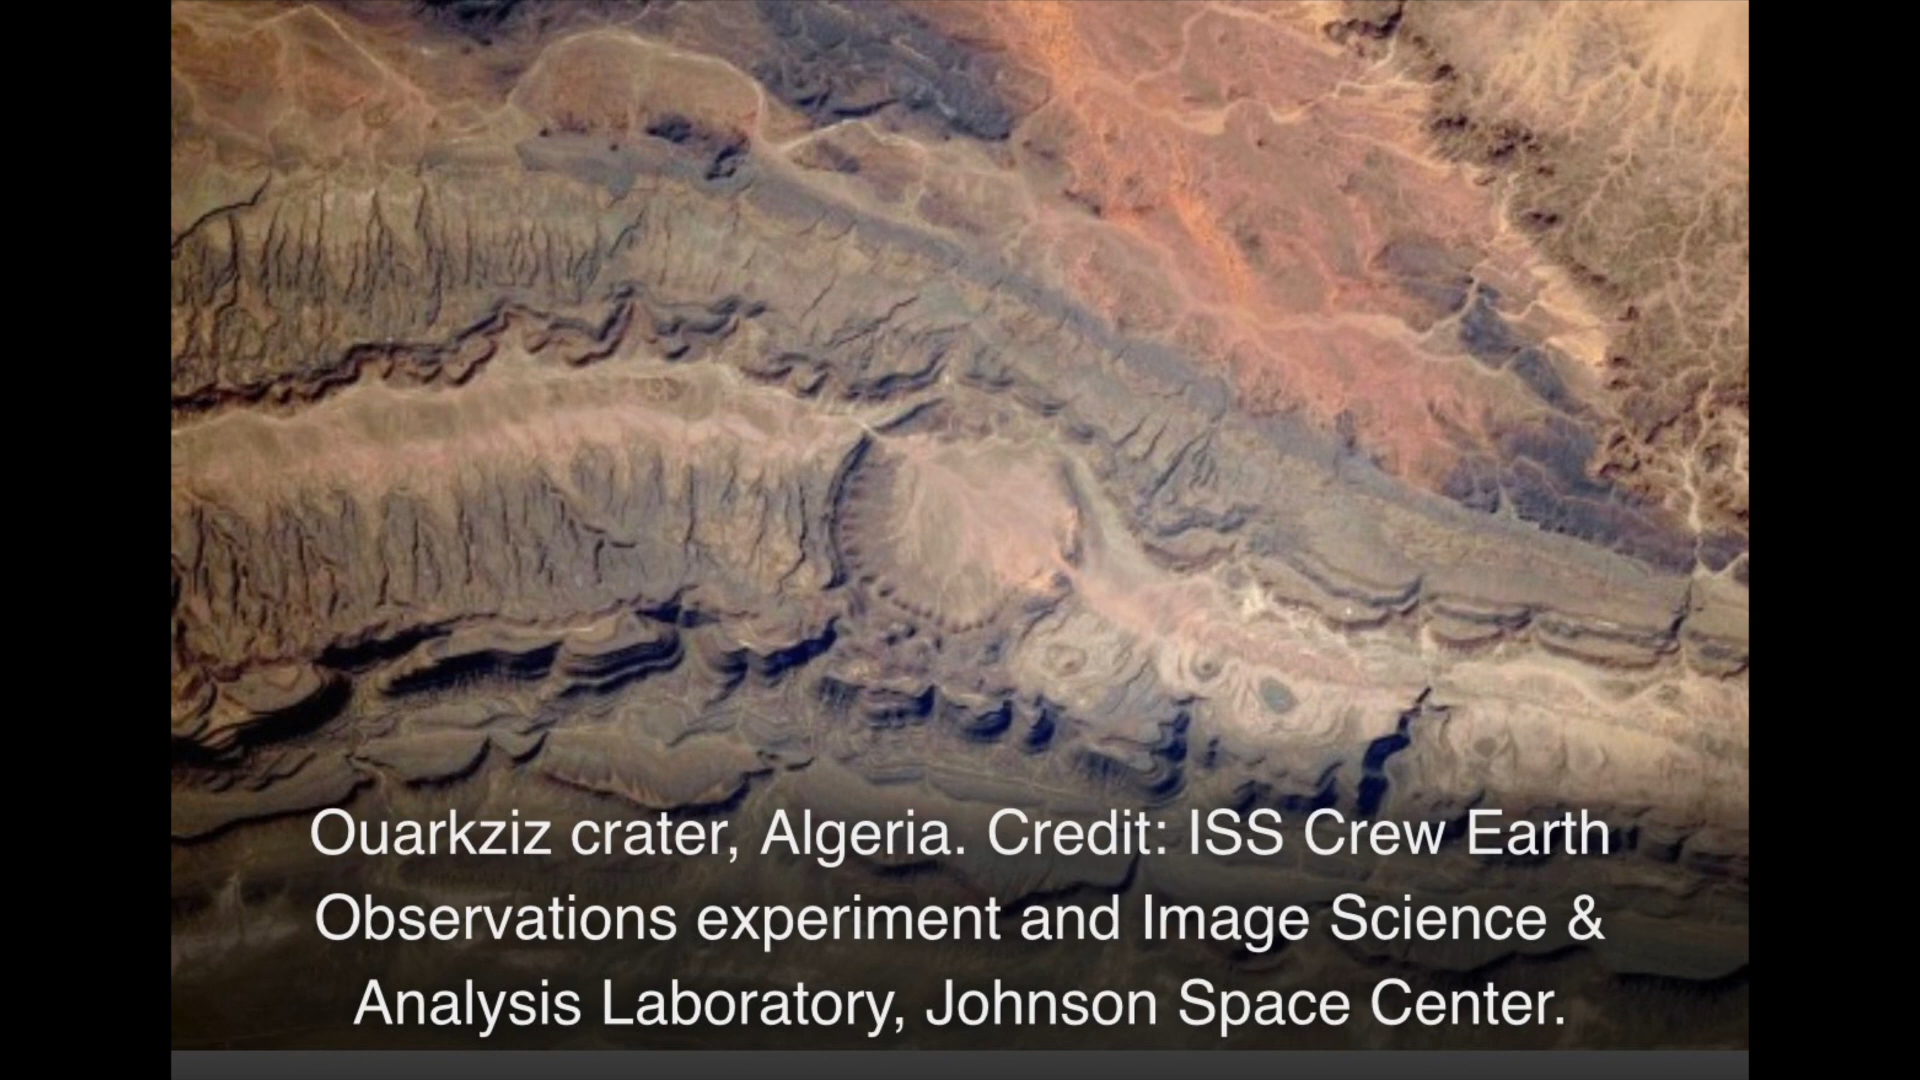 Ouarkziz crater, Algeria. Credit: ISS Crew Earth
Observations experiment and Image Science &
Analysis Laboratory, Johnson Space Center.